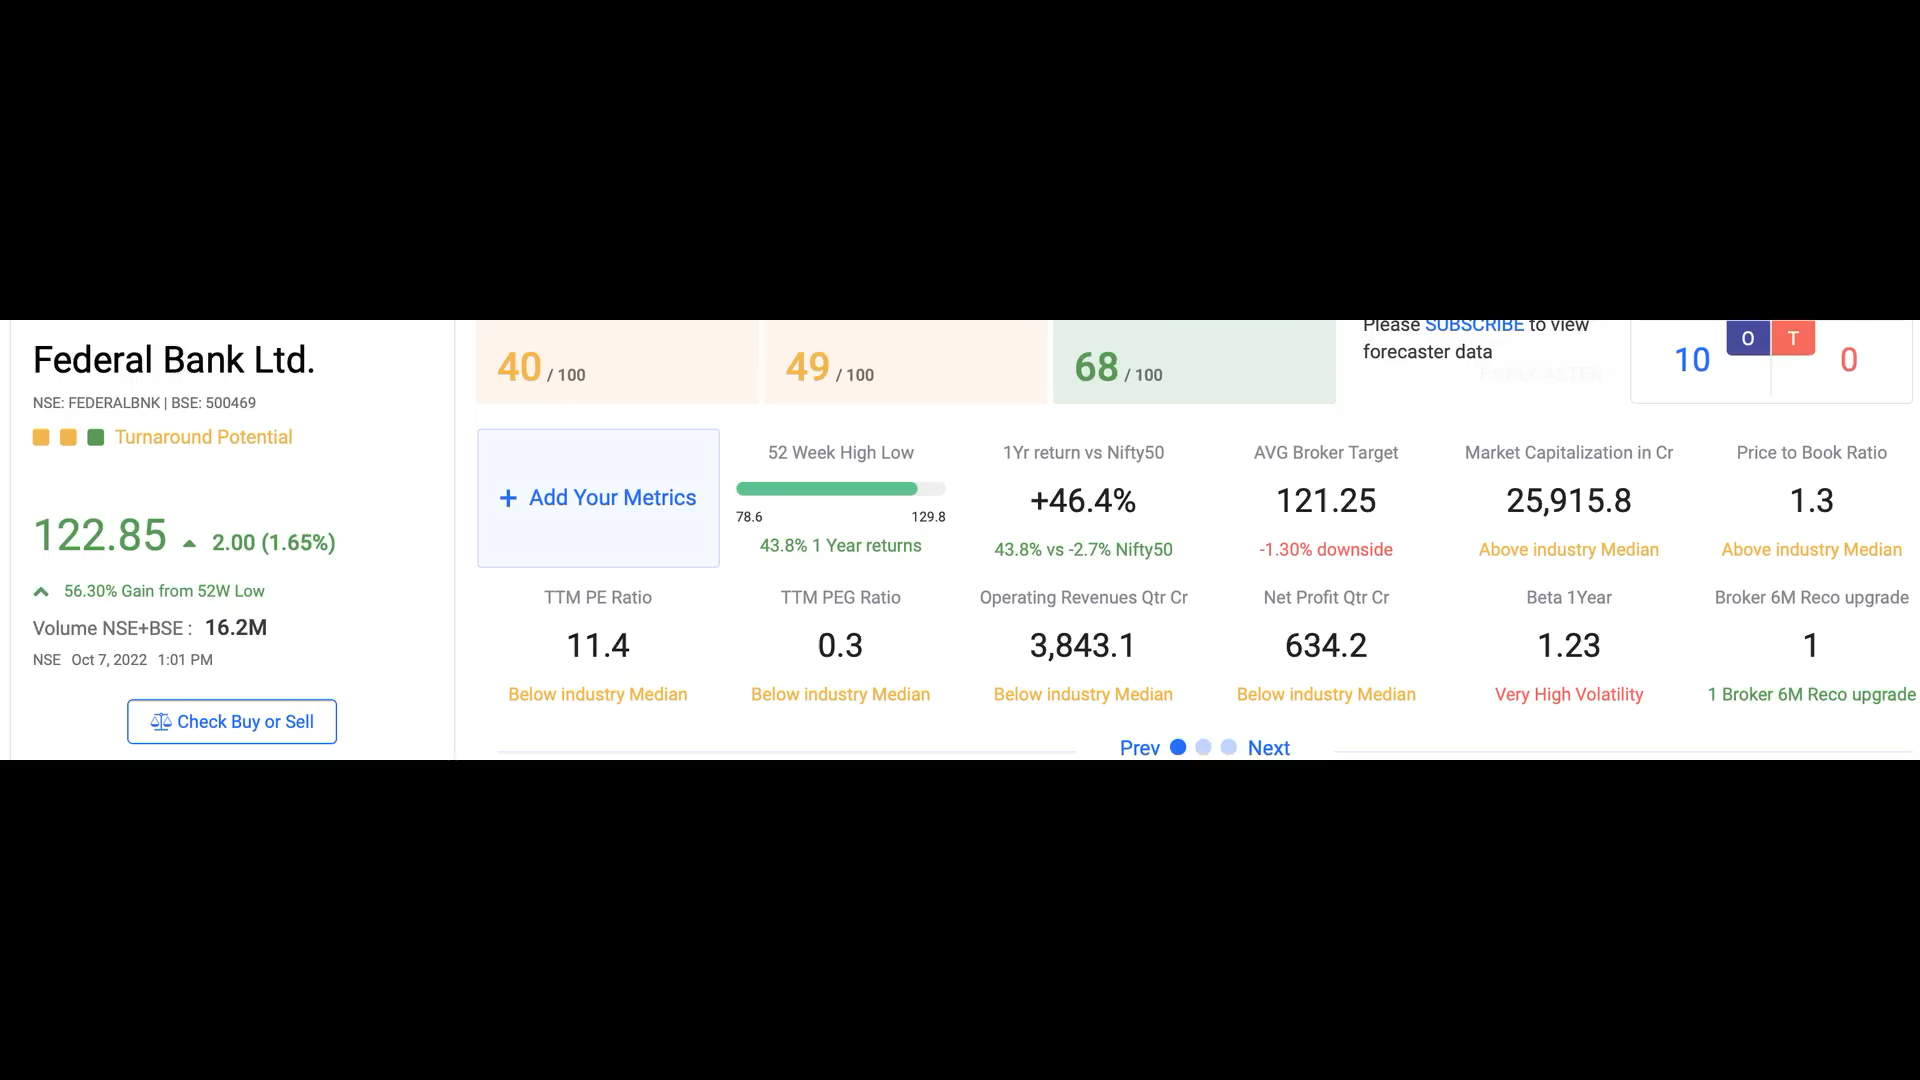 Federal Bank Ltd.
NSE: FEDERALBNK | BSE: 500469
Turnaround Potential
122.85 2.00 (1.65%)
56.30% Gain from 52W Low
Volume NSE+BSE : 16.2M
NSE Oct 7, 2022 1:01 PM
Check Buy or Sell
40 / 100
49 / 100
68 / 100
Please SUBSCRIBE to view
forecaster data
10 O T 0
+ Add Your Metrics
52 Week High Low
78.6 129.8
43.8% 1 Year returns
1Yr return vs Nifty50
+46.4%
43.8% vs -2.7% Nifty50
AVG Broker Target
121.25
-1.30% downside
Market Capitalization in Cr
25,915.8
Above industry Median
Price to Book Ratio
1.3
Above industry Median
TTM PE Ratio
11.4
Below industry Median
TTM PEG Ratio
0.3
Below industry Median
Operating Revenues Qtr Cr
3,843.1
Below industry Median
Net Profit Qtr Cr
634.2
Below industry Median
Beta 1Year
1.23
Very High Volatility
Broker 6M Reco upgrade
1
1 Broker 6M Reco upgrade
Prev Next